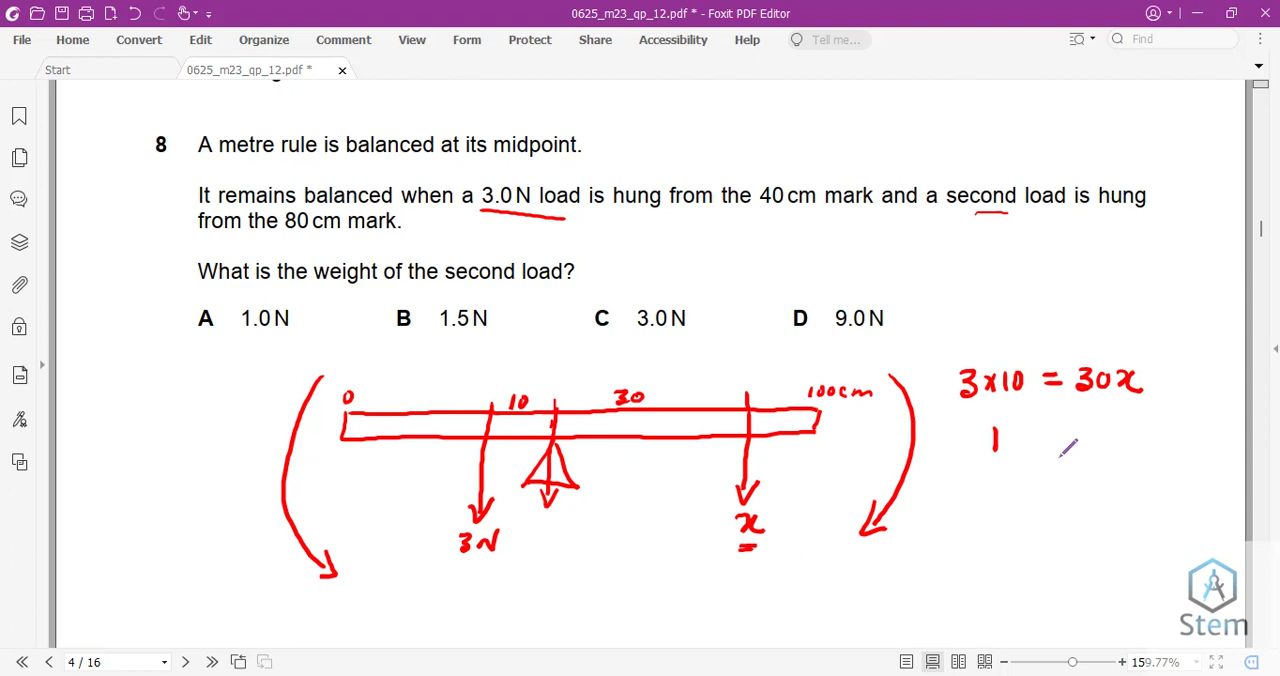 0625_m23_qp_12.pdf * - Foxit PDF Editor
File Home Convert Edit Organize Comment View Form Protect Share Accessibility Help Tell me... Find
Start 0625_m23_qp_12.pdf *
8 A metre rule is balanced at its midpoint.
It remains balanced when a 3.0 N load is hung from the 40 cm mark and a second load is hung
from the 80 cm mark.
What is the weight of the second load?
A 1.0 N B 1.5 N C 3.0 N D 9.0 N
0 10 30 100cm
3N
x
3×10 = 30x
1
Stem
4 / 16 159.77%